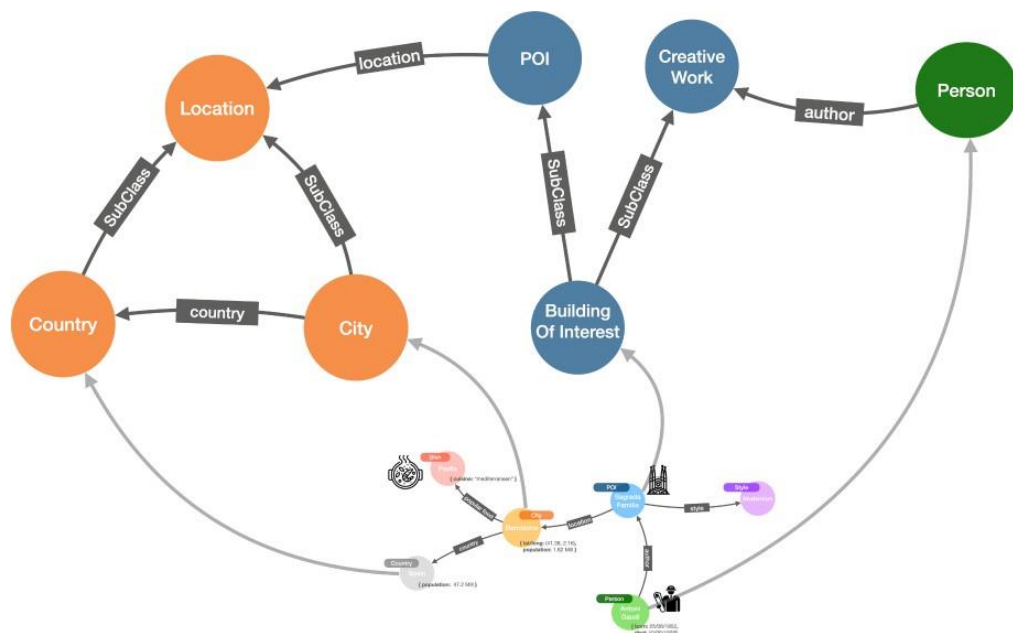 POI
Creative
Work
Person
location
Location
author
SubClass
SubClass
SubClass
SubClass
Country
country
City
Building
Of Interest
Dish
Paella
{ cuisine: "mediterranean" }
popular food
POI
Sagrada
Familia
Style
Modernism
style
City
Barcelona
location
{ lat/long: (41.38, 2.16),
population: 1.62 Mill }
country
Country
Spain
{ population: 47.2 Mill }
author
Person
Antoni
Gaudí